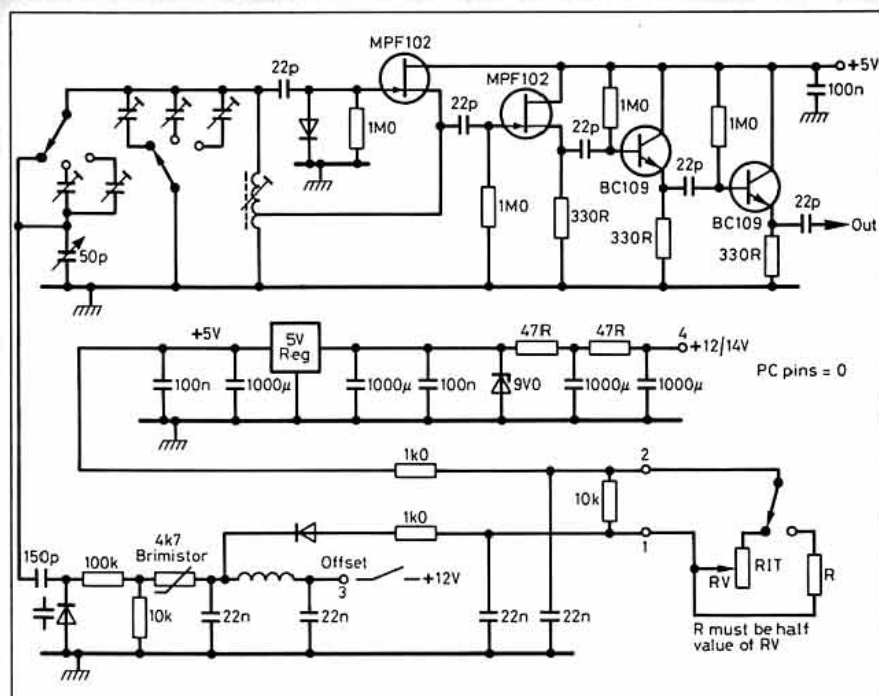 MPF102
MPF102
+5V
22p
100n
1M0
22p
1M0
22p
BC109
1M0
22p
BC109
22p
Out
50p
1M0
330R
330R
330R
+5V
5V
Reg
47R
47R
4
+12/14V
100n
1000μ
1000μ
100n
9V0
1000μ
1000μ
PC pins = 0
1k0
2
10k
1k0
1
150p
100k
4k7
Brimistor
Offset
3
+12V
10k
22n
22n
22n
22n
RV
RIT
R
R must be half
value of RV